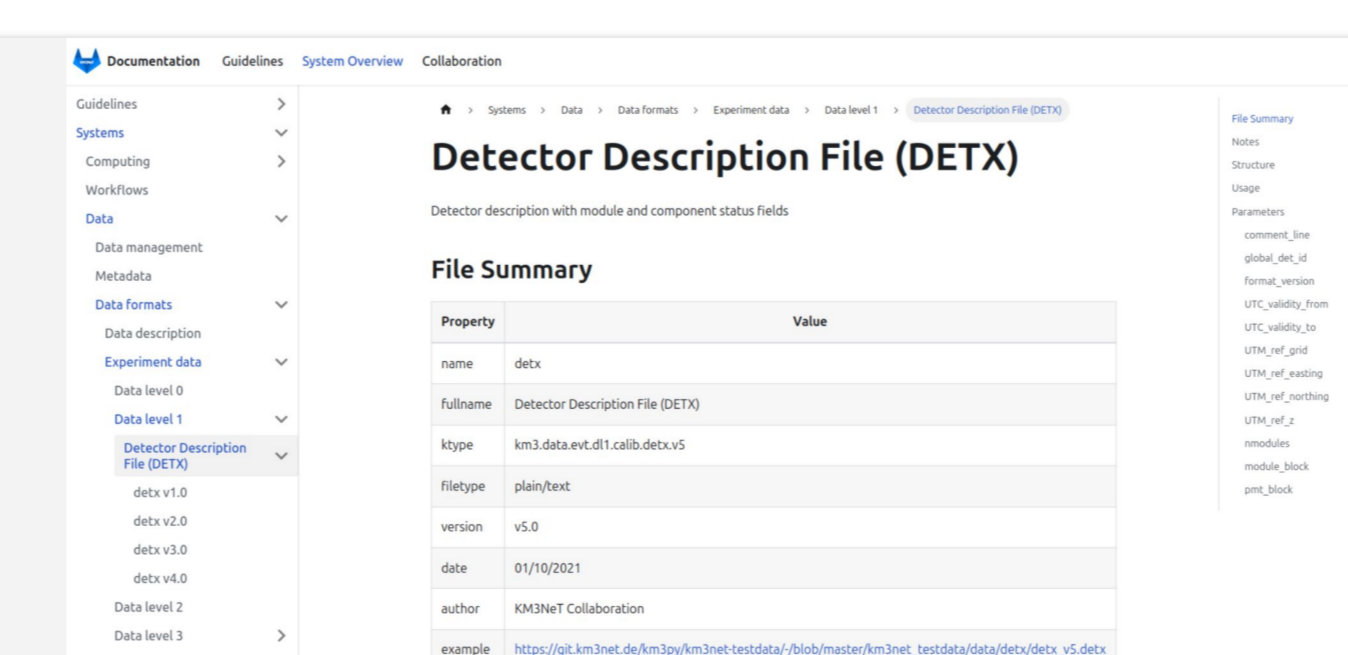 Documentation Guidelines System Overview Collaboration
Guidelines
Systems
Computing
Workflows
Data
Data management
Metadata
Data formats
Data description
Experiment data
Data level 0
Data level 1
Detector Description
File (DETX)
detx v1.0
detx v2.0
detx v3.0
detx v4.0
Data level 2
Data level 3
> Systems > Data > Data formats > Experiment data > Data level 1 > Detector Description File (DETX)
Detector Description File (DETX)
Detector description with module and component status fields
File Summary
Property Value
name detx
fullname Detector Description File (DETX)
ktype km3.data.evt.dl1.calib.detx.v5
filetype plain/text
version v5.0
date 01/10/2021
author KM3NeT Collaboration
example https://git.km3net.de/km3py/km3net-testdata/-/blob/master/km3net_testdata/data/detx/detx_v5.detx
File Summary
Notes
Structure
Usage
Parameters
comment_line
global_det_id
format_version
UTC_validity_from
UTC_validity_to
UTM_ref_grid
UTM_ref_easting
UTM_ref_northing
UTM_ref_z
nmodules
module_block
pmt_block